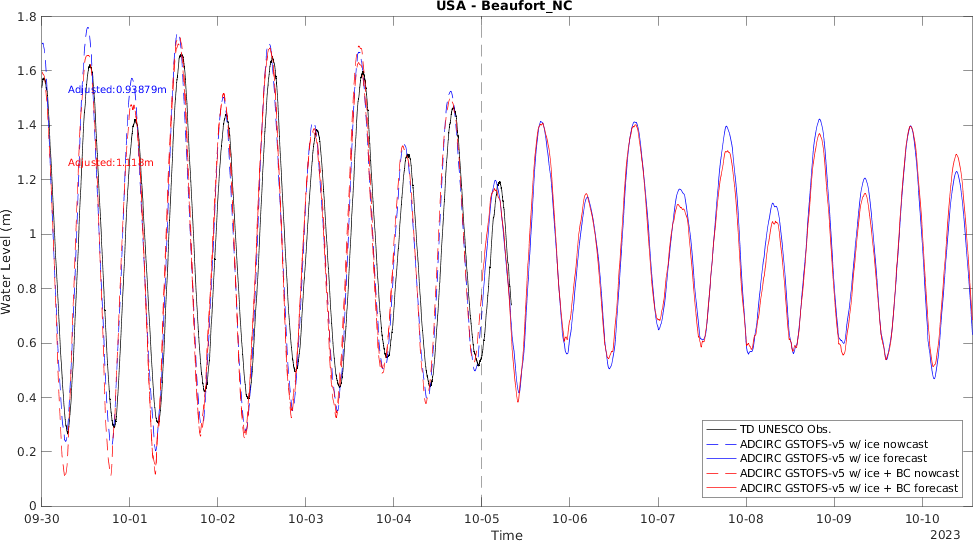 USA - Beaufort_NC
1.8
1.6
1.4
1.2
1
0.8
0.6
0.4
0.2
0
Water Level (m)
Adjusted:0.93879m
Adjusted:1.118m
TD UNESCO Obs.
ADCIRC GSTOFS-v5 w/ ice nowcast
ADCIRC GSTOFS-v5 w/ ice forecast
ADCIRC GSTOFS-v5 w/ ice + BC nowcast
ADCIRC GSTOFS-v5 w/ ice + BC forecast
09-30 10-01 10-02 10-03 10-04 10-05 10-06 10-07 10-08 10-09 10-10
Time
2023